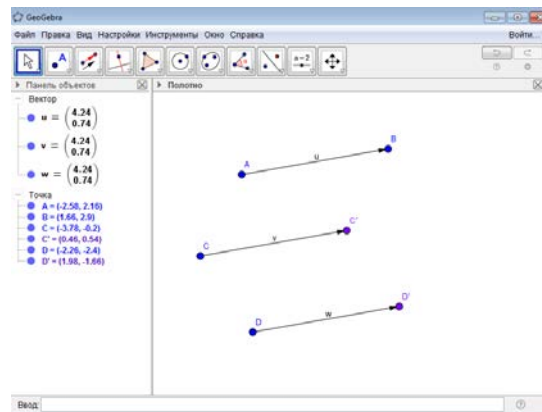 GeoGebra
Файл Правка Вид Настройки Инструменты Окно Справка
Войти...
A
a=2
Панель объектов
Полотно
Вектор
u = (4.24 0.74)
v = (4.24 0.74)
w = (4.24 0.74)
Точка
A = (-2.58, 2.16)
B = (1.66, 2.9)
C = (-3.78, -0.2)
C' = (0.46, 0.54)
D = (-2.26, -2.4)
D' = (1.98, -1.66)
A
u
B
C
v
C'
D
w
D'
Ввод: